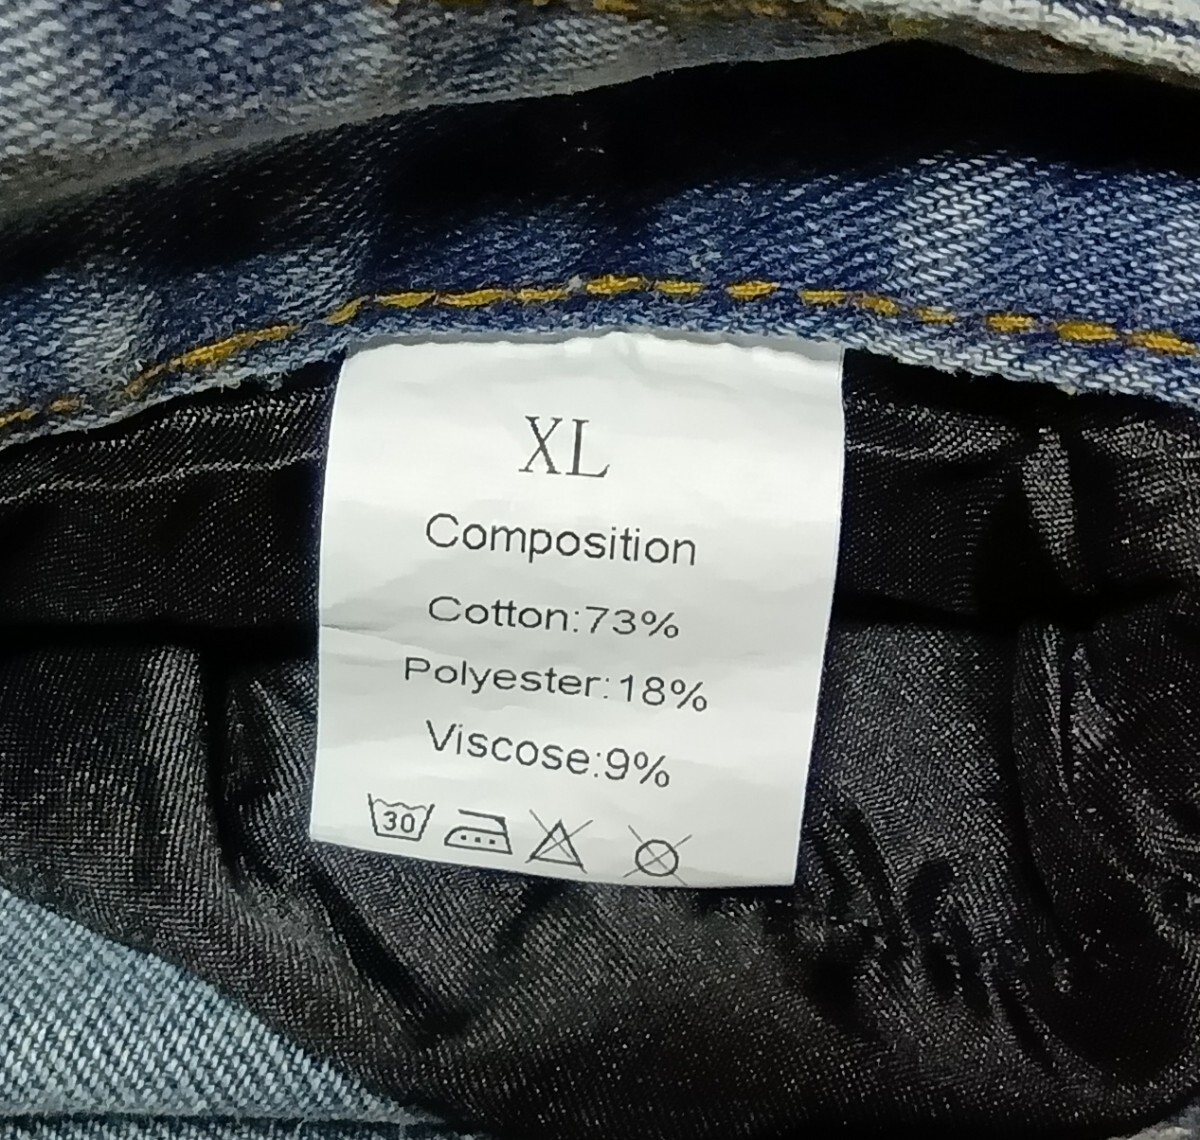 XL
Composition
Cotton:73%
Polyester:18%
Viscose:9%
30